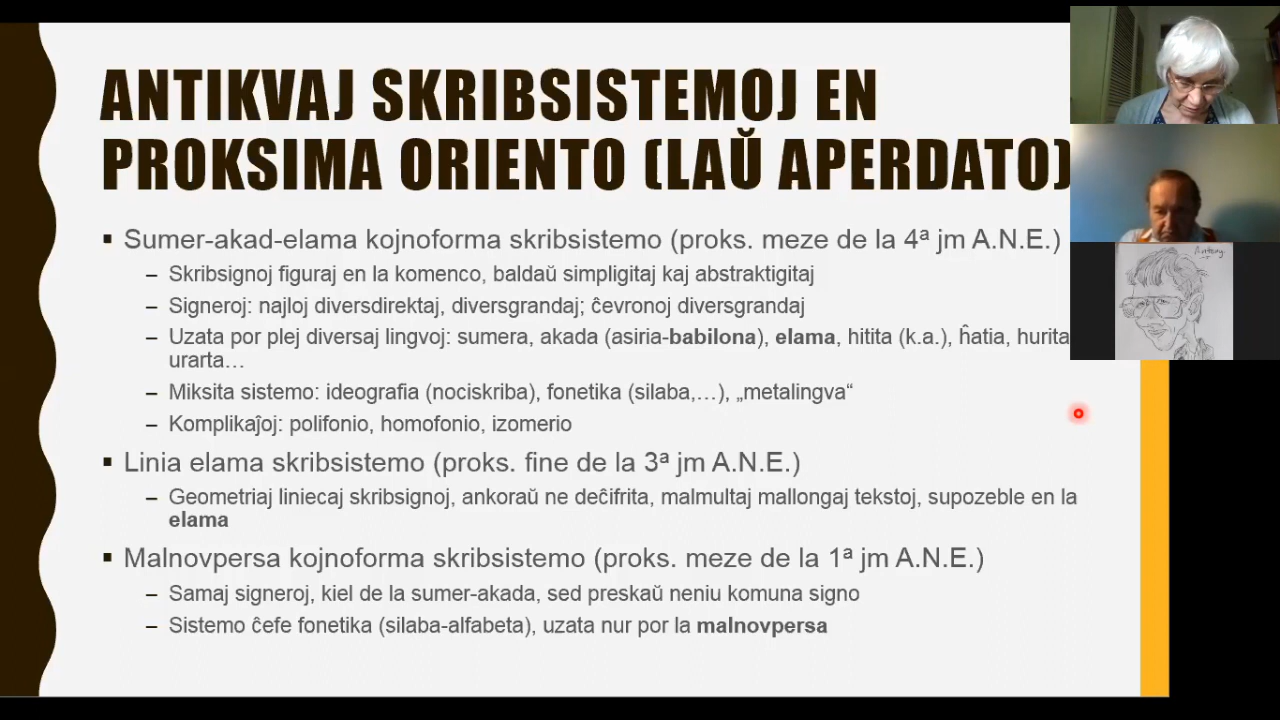 ANTIKVAJ SKRIBSISTEMOJ EN
PROKSIMA ORIENTO (LAŬ APERDATO)
▪ Sumer-akad-elama kojnoforma skribsistemo (proks. meze de la 4ª jm A.N.E.)
– Skribsignoj figuraj en la komenco, baldaŭ simpligitaj kaj abstraktigitaj
– Signeroj: najloj diversdirektaj, diversgrandaj; ĉevronoj diversgrandaj
– Uzata por plej diversaj lingvoj: sumera, akada (asiria-babilona), elama, hitita (k.a.), ĥatia, hurita
urarta…
– Miksita sistemo: ideografia (nociskriba), fonetika (silaba,…), „metalingva“
– Komplikaĵoj: polifonio, homofonio, izomerio
▪ Linia elama skribsistemo (proks. fine de la 3ª jm A.N.E.)
– Geometriaj liniecaj skribsignoj, ankoraŭ ne deĉifrita, malmultaj mallongaj tekstoj, supozeble en la
elama
▪ Malnovpersa kojnoforma skribsistemo (proks. meze de la 1ª jm A.N.E.)
– Samaj signeroj, kiel de la sumer-akada, sed preskaŭ neniu komuna signo
– Sistemo ĉefe fonetika (silaba-alfabeta), uzata nur por la malnovpersa